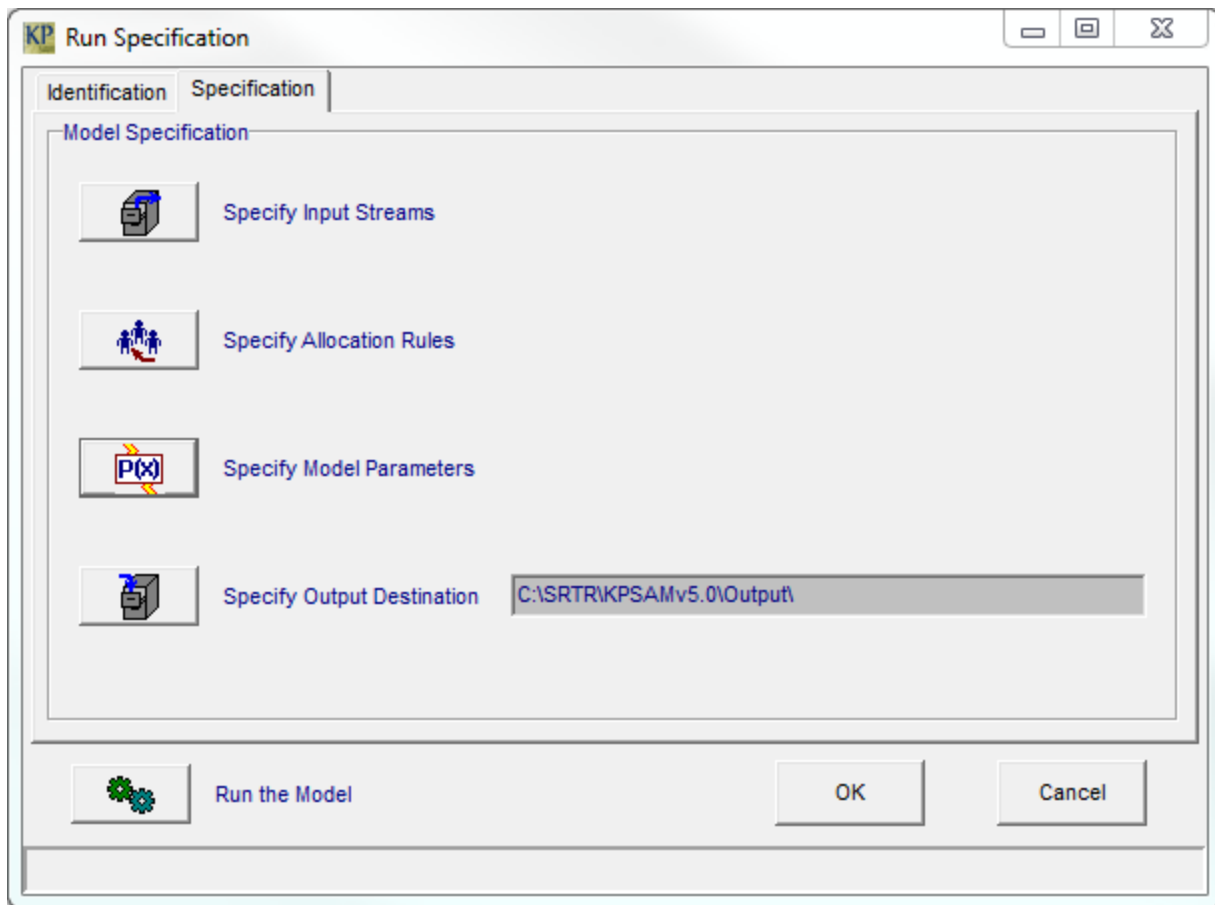 KP Run Specification
Identification Specification
Model Specification
Specify Input Streams
Specify Allocation Rules
P(x) Specify Model Parameters
Specify Output Destination C:\SRTR\KPSAMv5.0\Output\
Run the Model OK Cancel